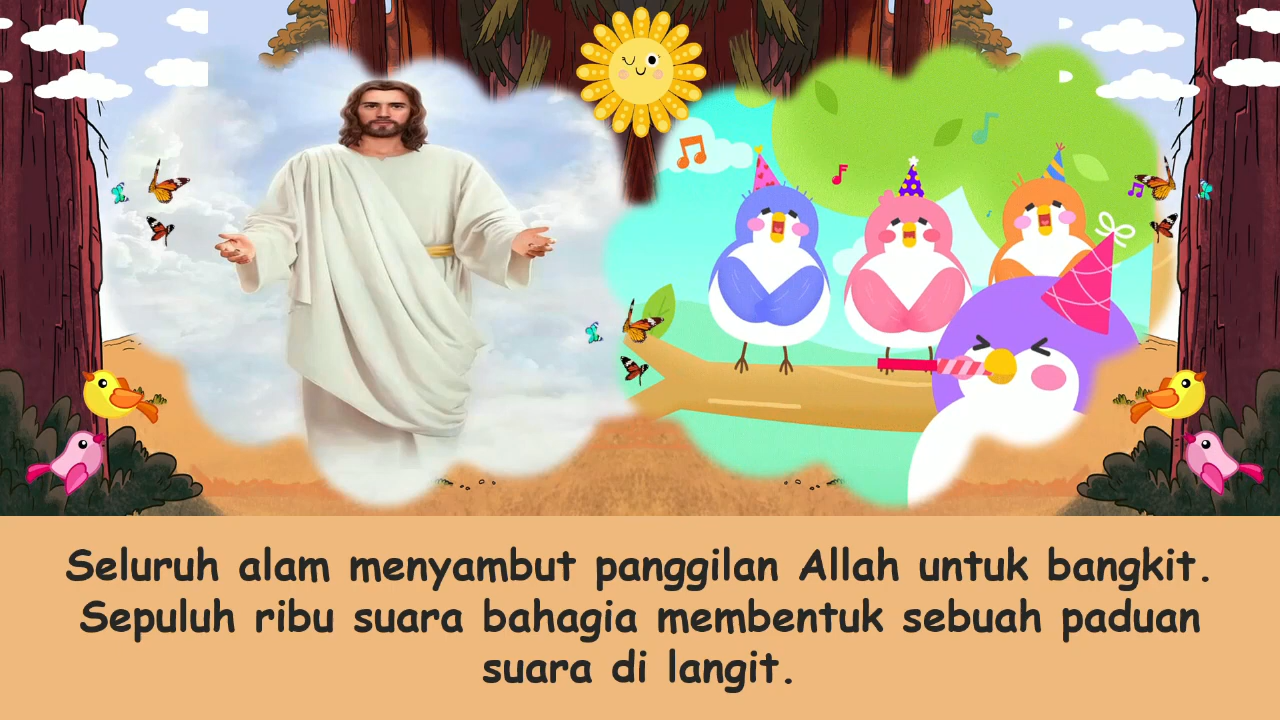 Seluruh alam menyambut panggilan Allah untuk bangkit.
Sepuluh ribu suara bahagia membentuk sebuah paduan
suara di langit.